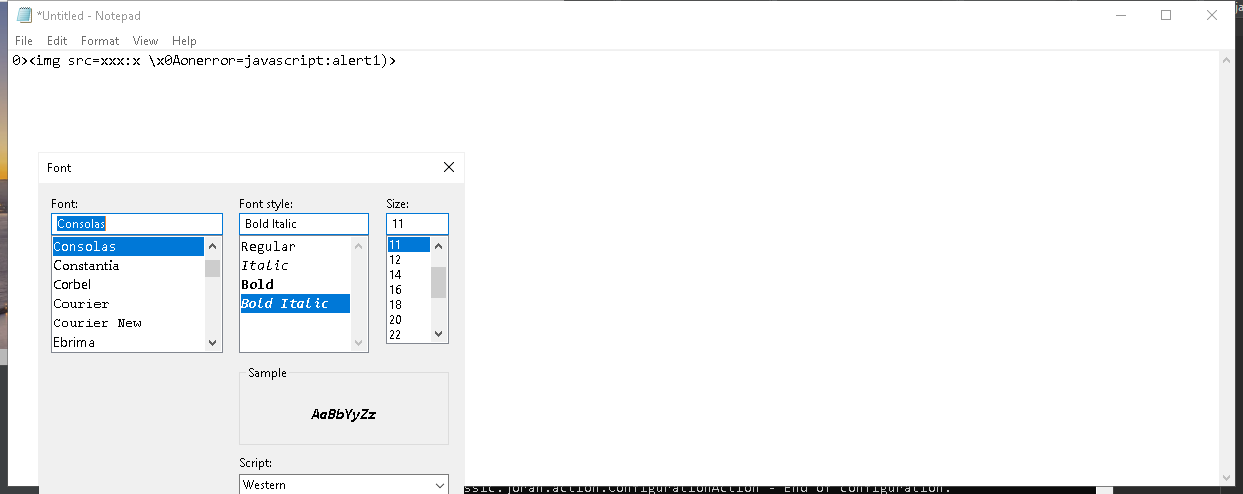 *Untitled - Notepad
File Edit Format View Help
0><img src=xxx:x \x0Aonerror=javascript:alert1)>
Font
Font: Font style: Size:
Consolas Bold Italic 11
Consolas Regular 11
Constantia Italic 12
Corbel Bold 14
Courier Bold Italic 16
Courier New 18
Ebrima 20
22
Sample
AaBbYyZz
Script:
Western
ssic.joran.action.ConfigurationAction - End of configuration.